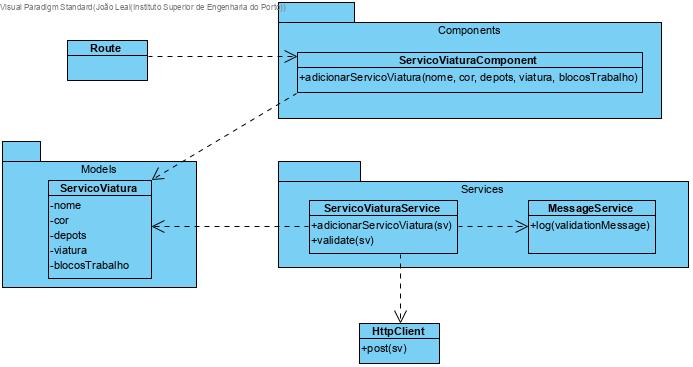 Visual Paradigm Standard(João Leal(Instituto Superior de Engenharia do Porto))
Components
Route
ServicoViaturaComponent
+adicionarServicoViatura(nome, cor, depots, viatura, blocosTrabalho)
Models
ServicoViatura
-nome
-cor
-depots
-viatura
-blocosTrabalho
Services
ServicoViaturaService
+adicionarServicoViatura(sv)
+validate(sv)
MessageService
+log(validationMessage)
HttpClient
+post(sv)